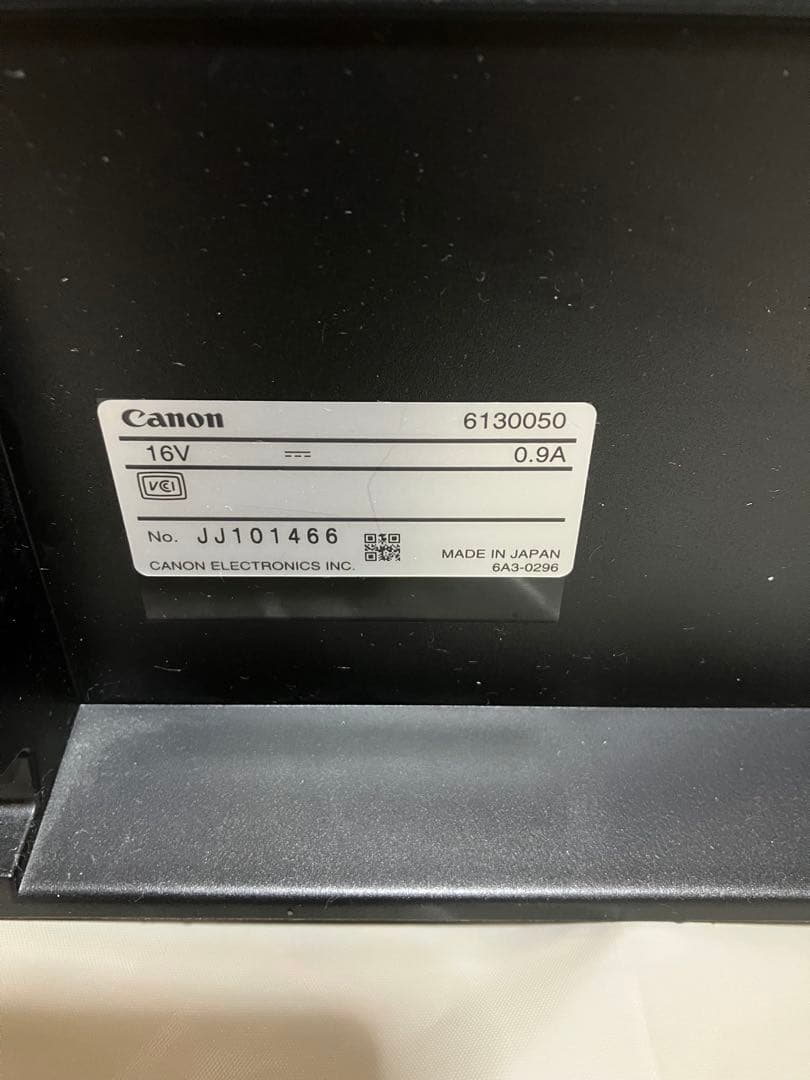 Canon 6130050
16V ⎓ 0.9A
VCI
No. JJ101466
MADE IN JAPAN
CANON ELECTRONICS INC. 6A3-0296